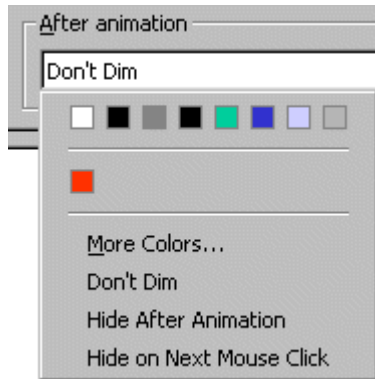 After animation
Don't Dim
More Colors...
Don't Dim
Hide After Animation
Hide on Next Mouse Click